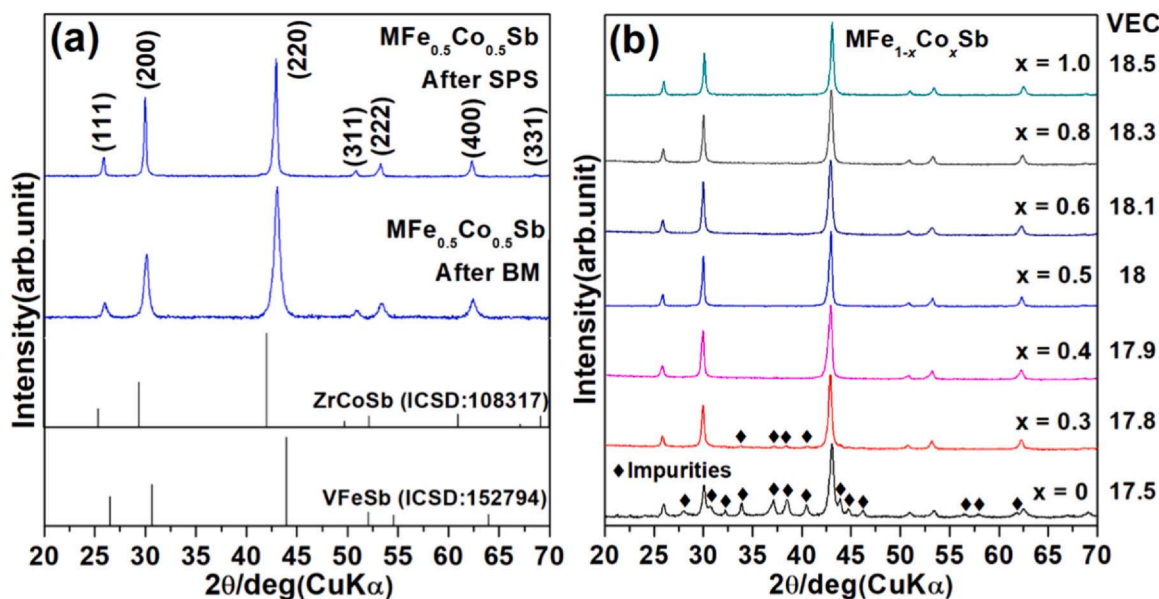 (a)
MFe0.5Co0.5Sb
After SPS
(111)
(200)
(220)
(311)
(222)
(400)
(331)
MFe0.5Co0.5Sb
After BM
ZrCoSb (ICSD:108317)
VFeSb (ICSD:152794)
Intensity(arb.unit)
20 25 30 35 40 45 50 55 60 65 70
2θ/deg(CuKα)
(b)
MFe1-xCoxSb
VEC
x = 1.0 18.5
x = 0.8 18.3
x = 0.6 18.1
x = 0.5 18
x = 0.4 17.9
x = 0.3 17.8
♦Impurities
x = 0 17.5
Intensity(arb.unit)
20 25 30 35 40 45 50 55 60 65 70
2θ/deg(CuKα)